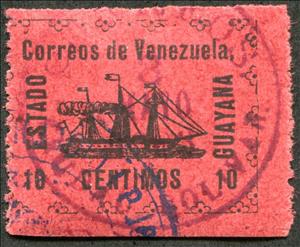 Correos de Venezuela.
ESTADO
GUAYANA
10 CENTIMOS 10